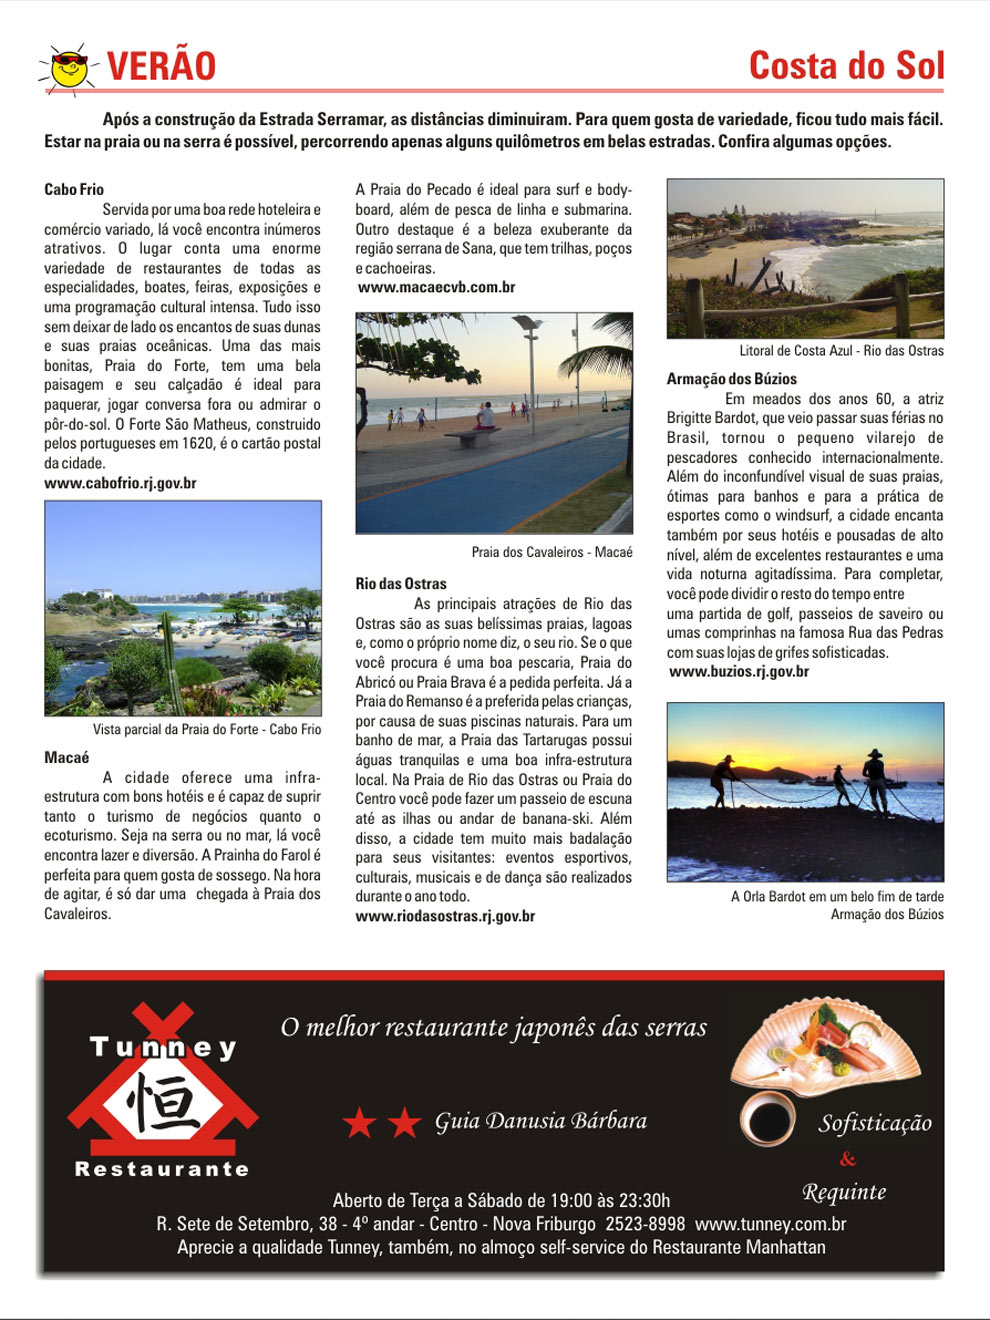 VERÃO
Costa do Sol
Após a construção da Estrada Serramar, as distâncias diminuiram. Para quem gosta de variedade, ficou tudo mais fácil.
Estar na praia ou na serra é possível, percorrendo apenas alguns quilômetros em belas estradas. Confira algumas opções.
Cabo Frio
Servida por uma boa rede hoteleira e
comércio variado, lá você encontra inúmeros
atrativos. O lugar conta uma enorme
variedade de restaurantes de todas as
especialidades, boates, feiras, exposições e
uma programação cultural intensa. Tudo isso
sem deixar de lado os encantos de suas dunas
e suas praias oceânicas. Uma das mais
bonitas, Praia do Forte, tem uma bela
paisagem e seu calçadão é ideal para
paquerar, jogar conversa fora ou admirar o
pôr-do-sol. O Forte São Matheus, construido
pelos portugueses em 1620, é o cartão postal
da cidade.
www.cabofrio.rj.gov.br
Vista parcial da Praia do Forte - Cabo Frio
Macaé
A cidade oferece uma infra-
estrutura com bons hotéis e é capaz de suprir
tanto o turismo de negócios quanto o
ecoturismo. Seja na serra ou no mar, lá você
encontra lazer e diversão. A Prainha do Farol é
perfeita para quem gosta de sossego. Na hora
de agitar, é só dar uma chegada à Praia dos
Cavaleiros.
A Praia do Pecado é ideal para surf e body-
board, além de pesca de linha e submarina.
Outro destaque é a beleza exuberante da
região serrana de Sana, que tem trilhas, poços
e cachoeiras.
www.macaecvb.com.br
Praia dos Cavaleiros - Macaé
Rio das Ostras
As principais atrações de Rio das
Ostras são as suas belíssimas praias, lagoas
e, como o próprio nome diz, o seu rio. Se o que
você procura é uma boa pescaria, Praia do
Abricó ou Praia Brava é a pedida perfeita. Já a
Praia do Remanso é a preferida pelas crianças,
por causa de suas piscinas naturais. Para um
banho de mar, a Praia das Tartarugas possui
águas tranquilas e uma boa infra-estrutura
local. Na Praia de Rio das Ostras ou Praia do
Centro você pode fazer um passeio de escuna
até as ilhas ou andar de banana-ski. Além
disso, a cidade tem muito mais badalação
para seus visitantes: eventos esportivos,
culturais, musicais e de dança são realizados
durante o ano todo.
www.riodasostras.rj.gov.br
Litoral de Costa Azul - Rio das Ostras
Armação dos Búzios
Em meados dos anos 60, a atriz
Brigitte Bardot, que veio passar suas férias no
Brasil, tornou o pequeno vilarejo de
pescadores conhecido internacionalmente.
Além do inconfundível visual de suas praias,
ótimas para banhos e para a prática de
esportes como o windsurf, a cidade encanta
também por seus hotéis e pousadas de alto
nível, além de excelentes restaurantes e uma
vida noturna agitadíssima. Para completar,
você pode dividir o resto do tempo entre
uma partida de golf, passeios de saveiro ou
umas comprinhas na famosa Rua das Pedras
com suas lojas de grifes sofisticadas.
www.buzios.rj.gov.br
A Orla Bardot em um belo fim de tarde
Armação dos Búzios
Tunney
恒
Restaurante
O melhor restaurante japonês das serras
Guia Danusia Bárbara
Sofisticação
&
Requinte
Aberto de Terça a Sábado de 19:00 às 23:30h
R. Sete de Setembro, 38 - 4º andar - Centro - Nova Friburgo 2523-8998 www.tunney.com.br
Aprecie a qualidade Tunney, também, no almoço self-service do Restaurante Manhattan